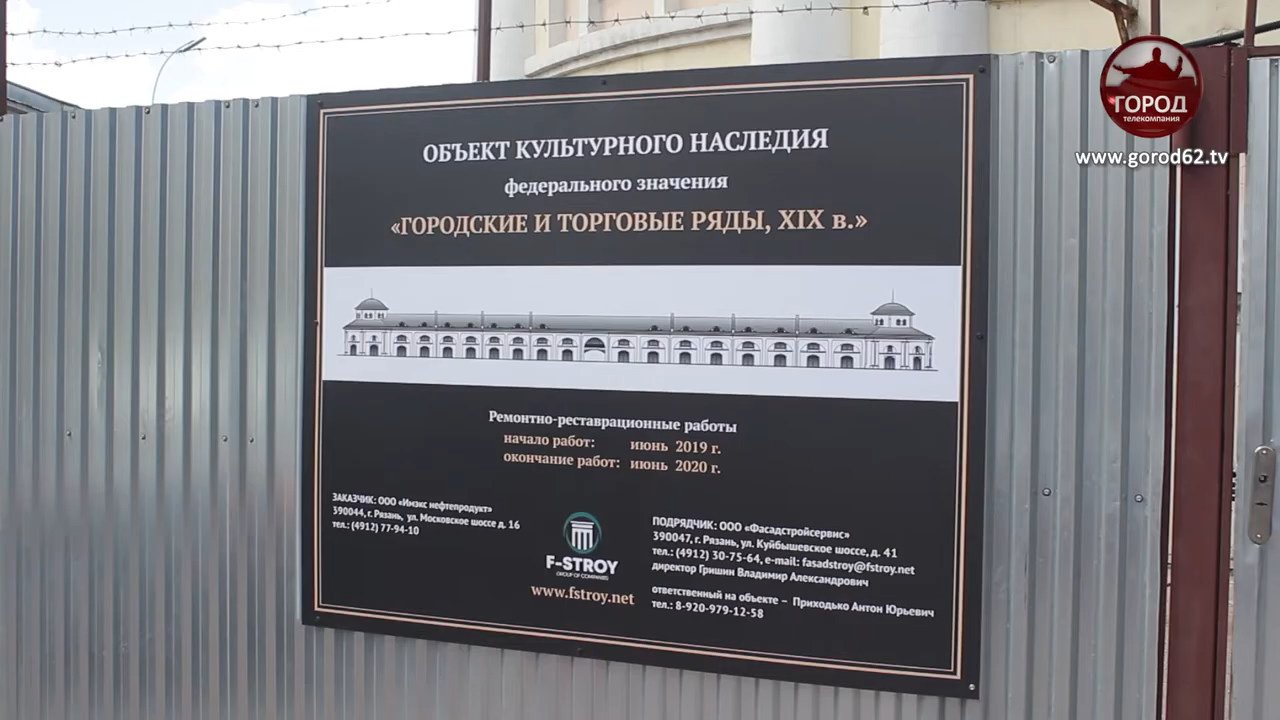 ГОРОД
телекомпания
www.gorod62.tv
ОБЪЕКТ КУЛЬТУРНОГО НАСЛЕДИЯ
федерального значения
«ГОРОДСКИЕ И ТОРГОВЫЕ РЯДЫ, XIX в.»
Ремонтно-реставрационные работы
начало работ: июнь 2019 г.
окончание работ: июнь 2020 г.
ЗАКАЗЧИК: ООО «Имэкс нефтепродукт»
390044, г. Рязань, ул. Московское шоссе д. 16
тел.: (4912) 77-94-10
F-STROY
GROUP OF COMPANIES
www.fstroy.net
ПОДРЯДЧИК: ООО «Фасадстройсервис»
390047, г. Рязань, ул. Куйбышевское шоссе, д. 41
тел.: (4912) 30-75-64, e-mail: fasadstroy@fstroy.net
директор Гришин Владимир Александрович
ответственный на объекте – Приходько Антон Юрьевич
тел.: 8-920-979-12-58